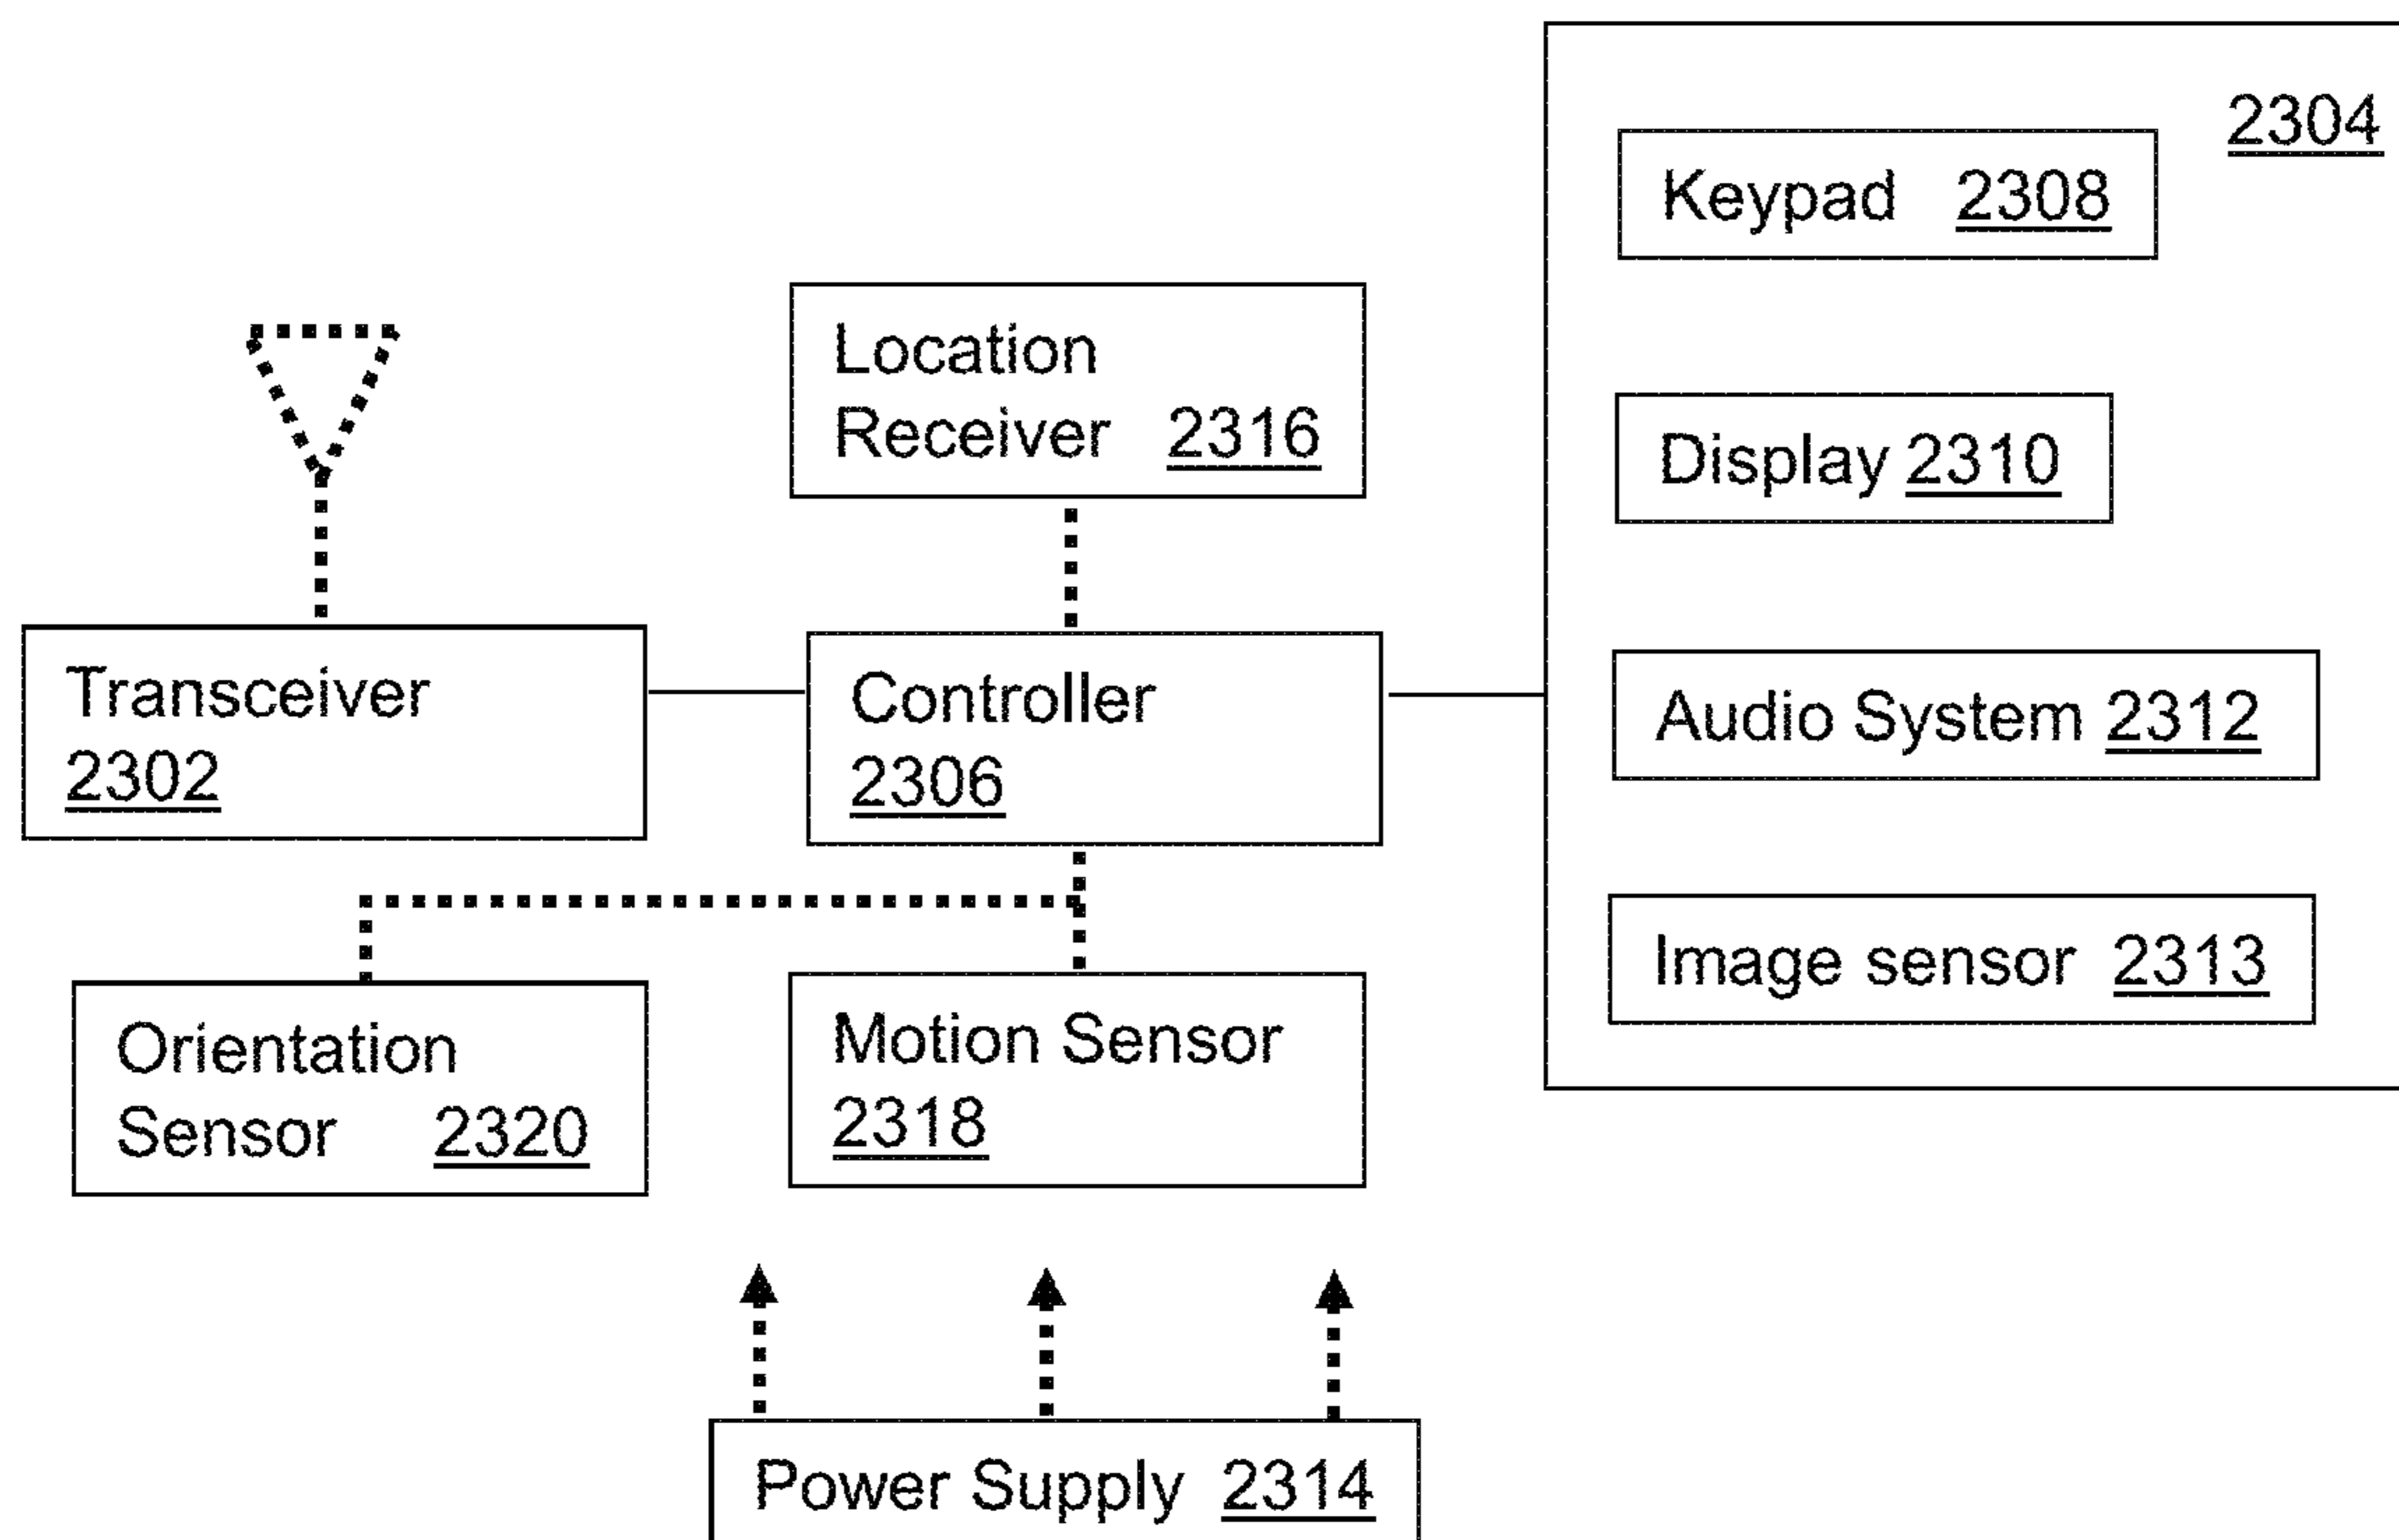 2304
Keypad 2308
Location
Receiver 2316
Display 2310
Transceiver
2302
Controller
2306
Audio System 2312
Image sensor 2313
Orientation
Sensor 2320
Motion Sensor
2318
Power Supply 2314